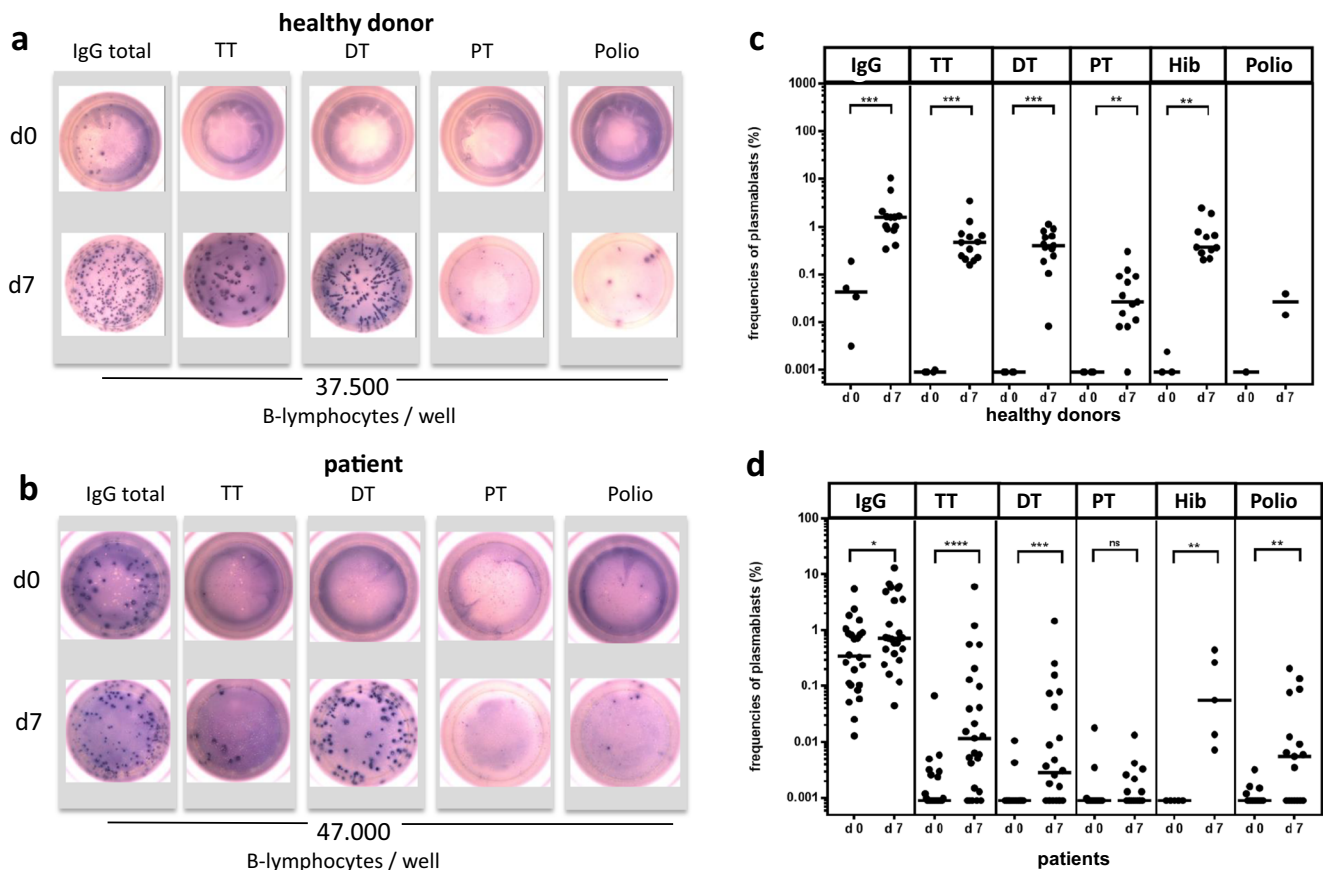 a
healthy donor
IgG total TT DT PT Polio
d0
d7
37.500
B-lymphocytes / well
b
patient
IgG total TT DT PT Polio
d0
d7
47.000
B-lymphocytes / well
c
IgG TT DT PT Hib Polio
frequencies of plasmablasts (%)
1000
*** *** *** ** **
100
10
1
0.1
0.01
0.001
d 0 d 7 d 0 d 7 d 0 d 7 d 0 d 7 d 0 d 7 d 0 d 7
healthy donors
d
IgG TT DT PT Hib Polio
frequencies of plasmablasts (%)
100
* **** *** ns ** **
10
1
0.1
0.01
0.001
d 0 d 7 d 0 d 7 d 0 d 7 d 0 d 7 d 0 d 7 d 0 d 7
patients